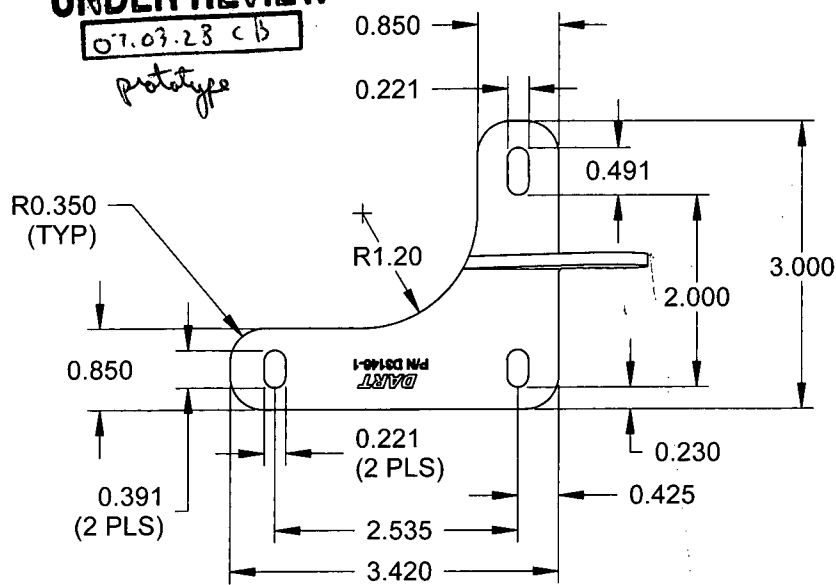 UNDER REVIEW
07.03.23 CB
prototype
0.850
0.221
0.491
R0.350
(TYP)
R1.20
3.000
2.000
0.850
DART
P/N D3146-1
0.221
(2 PLS)
0.230
0.391
(2 PLS)
0.425
2.535
3.420